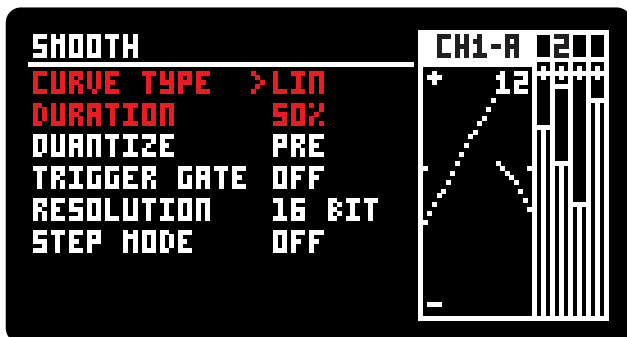 SMOOTH
CURVE TYPE >LIN
DURATION 50%
QUANTIZE PRE
TRIGGER GATE OFF
RESOLUTION 16 BIT
STEP MODE OFF
CH1-A 2
+ 12
-